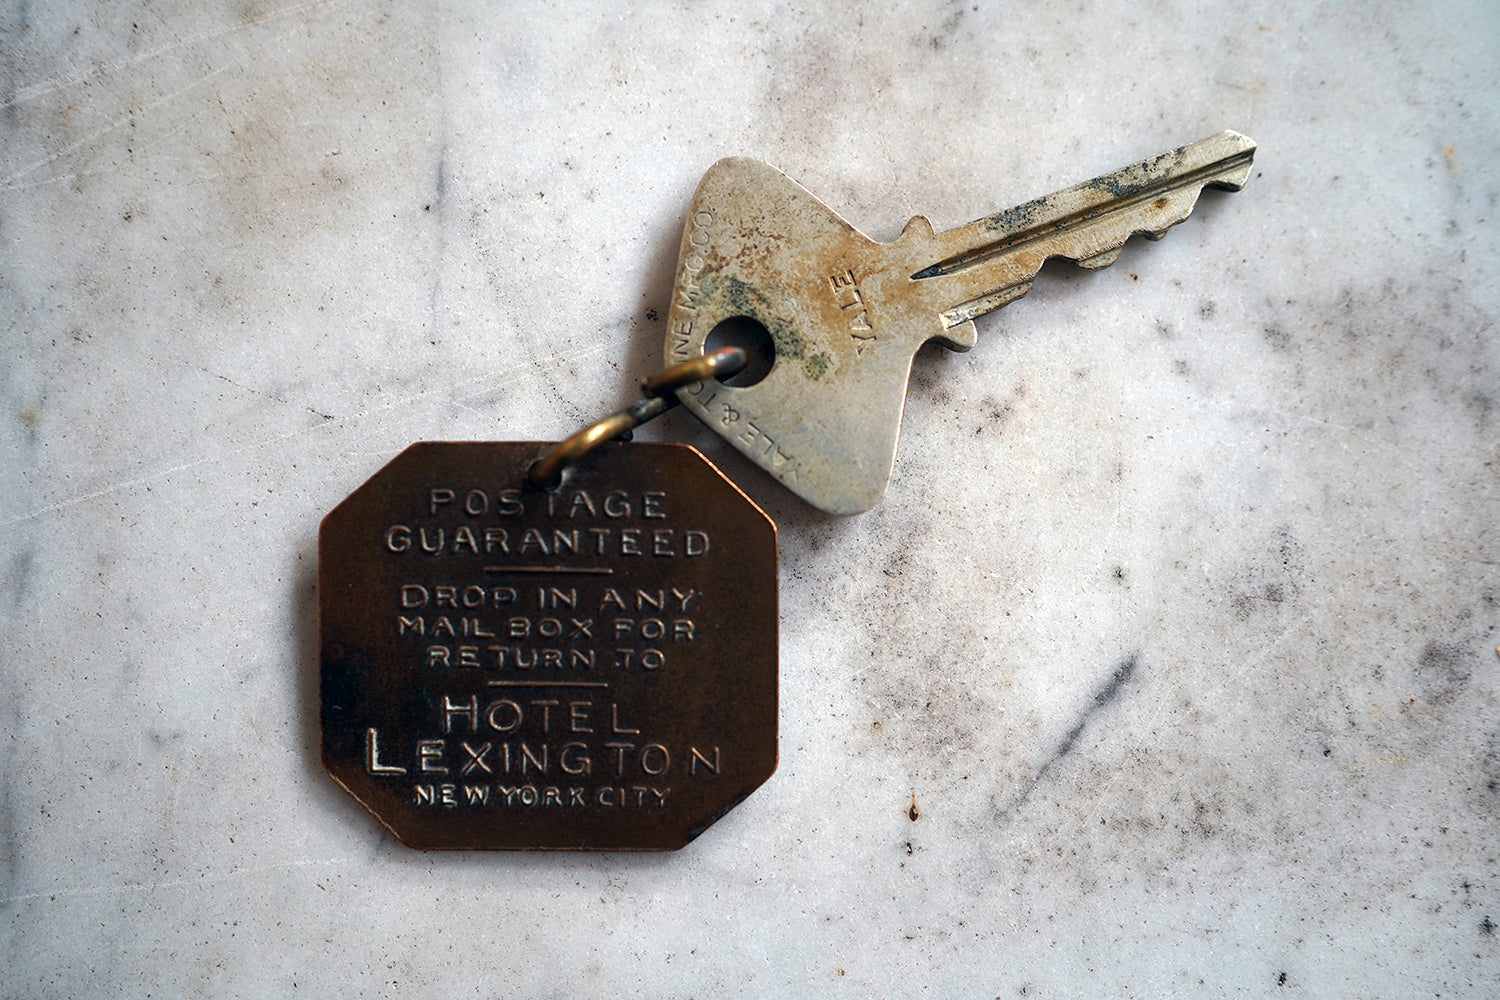 POSTAGE
GUARANTEED
DROP IN ANY
MAIL BOX FOR
RETURN TO
HOTEL
LEXINGTON
NEW YORK CITY
YALE
YALE & TOWNE MFG. CO.